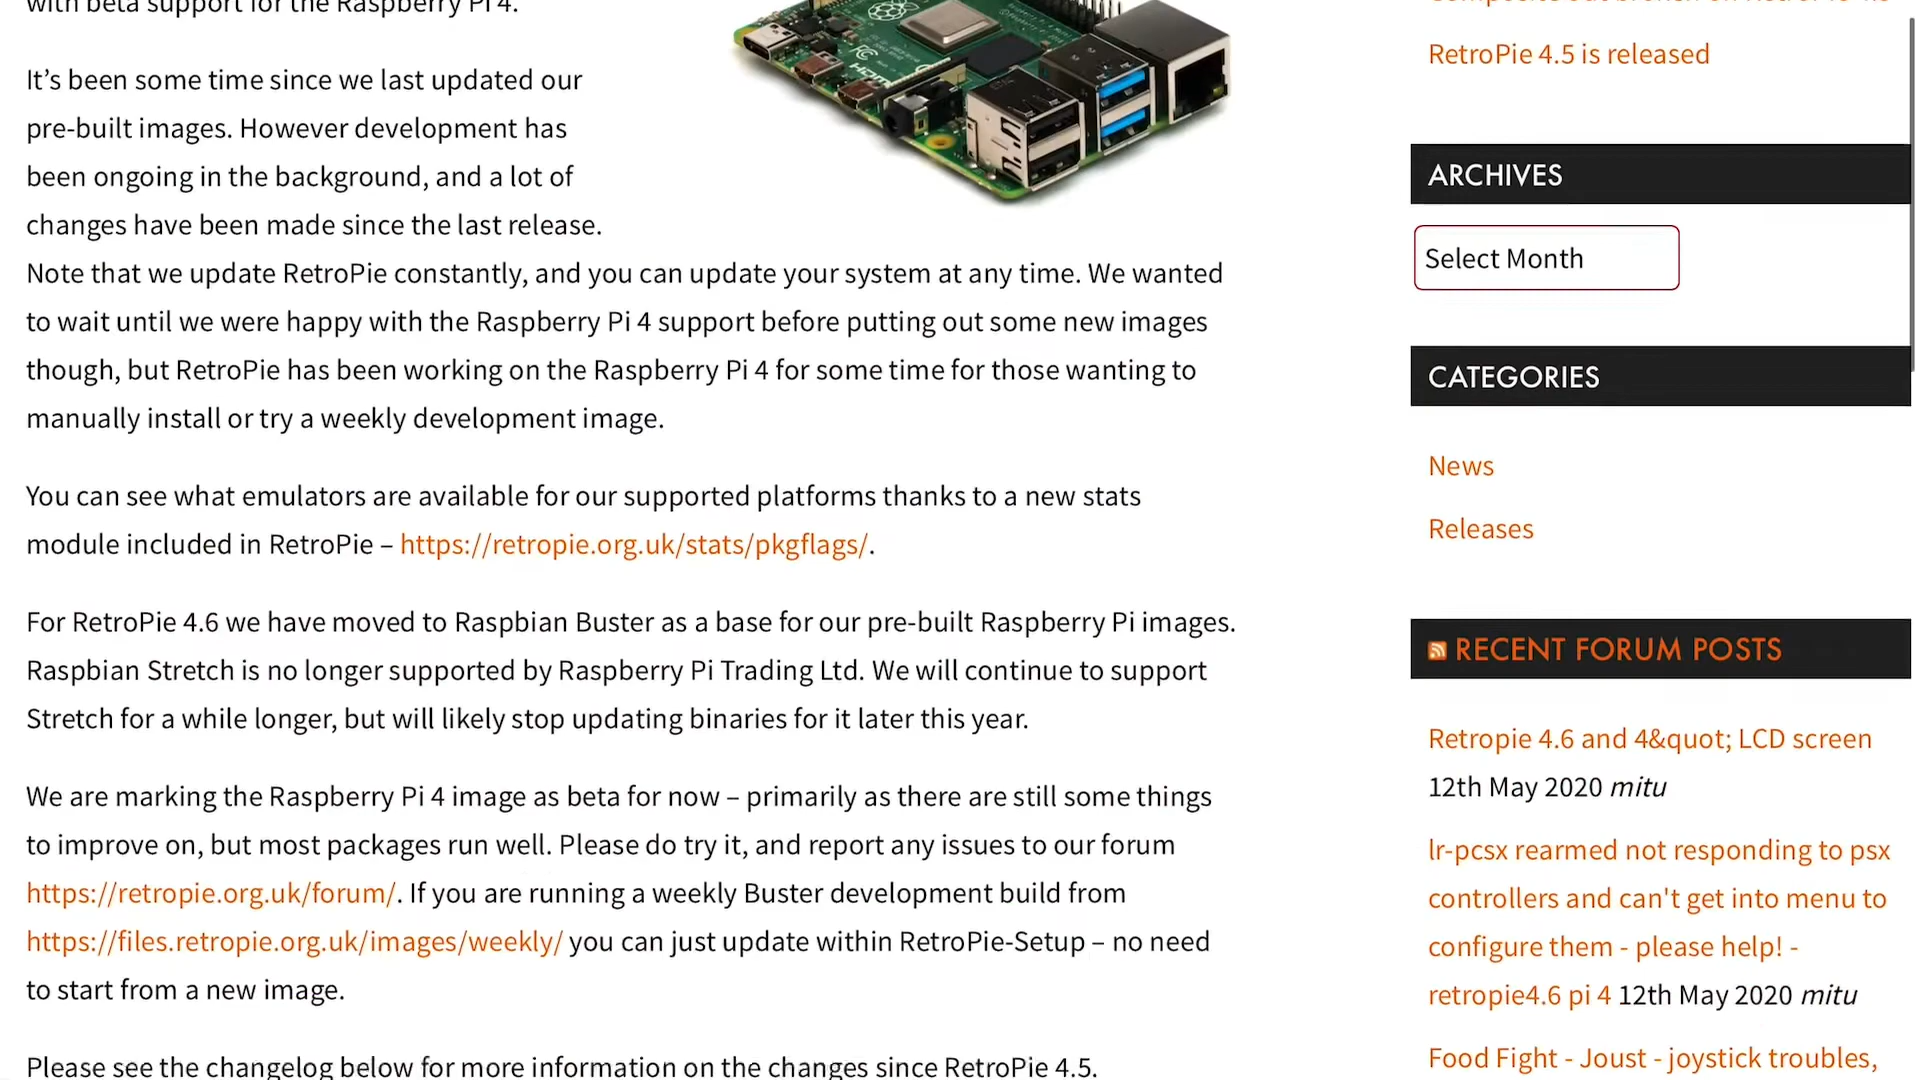 with beta support for the Raspberry Pi 4.
It’s been some time since we last updated our
pre-built images. However development has
been ongoing in the background, and a lot of
changes have been made since the last release.
Note that we update RetroPie constantly, and you can update your system at any time. We wanted
to wait until we were happy with the Raspberry Pi 4 support before putting out some new images
though, but RetroPie has been working on the Raspberry Pi 4 for some time for those wanting to
manually install or try a weekly development image.
You can see what emulators are available for our supported platforms thanks to a new stats
module included in RetroPie – https://retropie.org.uk/stats/pkgflags/.
For RetroPie 4.6 we have moved to Raspbian Buster as a base for our pre-built Raspberry Pi images.
Raspbian Stretch is no longer supported by Raspberry Pi Trading Ltd. We will continue to support
Stretch for a while longer, but will likely stop updating binaries for it later this year.
We are marking the Raspberry Pi 4 image as beta for now – primarily as there are still some things
to improve on, but most packages run well. Please do try it, and report any issues to our forum
https://retropie.org.uk/forum/. If you are running a weekly Buster development build from
https://files.retropie.org.uk/images/weekly/ you can just update within RetroPie-Setup – no need
to start from a new image.
Please see the changelog below for more information on the changes since RetroPie 4.5.
RetroPie 4.5 is released
ARCHIVES
Select Month
CATEGORIES
News
Releases
RECENT FORUM POSTS
Retropie 4.6 and 4&quot; LCD screen
12th May 2020 mitu
lr-pcsx rearmed not responding to psx
controllers and can't get into menu to
configure them - please help! -
retropie4.6 pi 4 12th May 2020 mitu
Food Fight - Joust - joystick troubles,